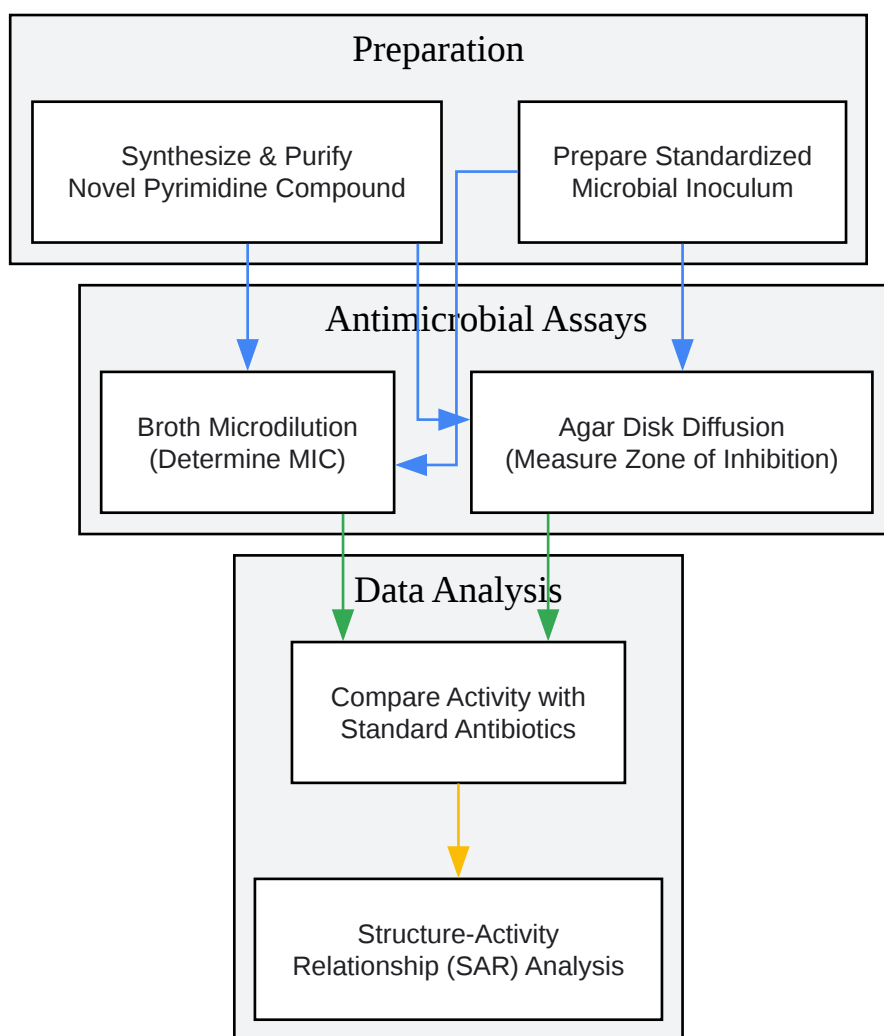 Preparation
Synthesize & Purify
Novel Pyrimidine Compound
Prepare Standardized
Microbial Inoculum
Antimicrobial Assays
Broth Microdilution
(Determine MIC)
Agar Disk Diffusion
(Measure Zone of Inhibition)
Data Analysis
Compare Activity with
Standard Antibiotics
Structure-Activity
Relationship (SAR) Analysis